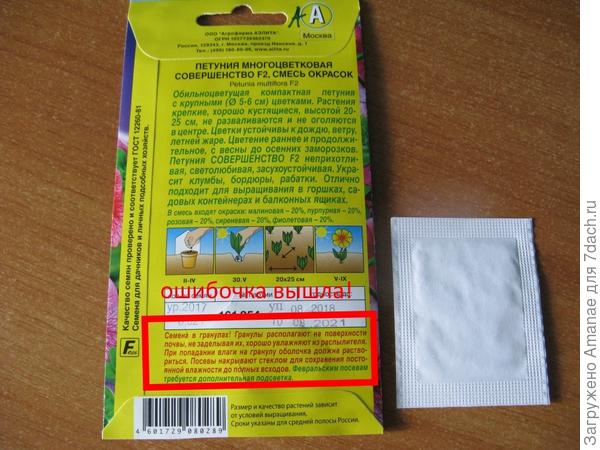 ООО "Агрофирма АЭЛИТА"
Москва
ПЕТУНИЯ МНОГОЦВЕТКОВАЯ
СОВЕРШЕНСТВО F2, СМЕСЬ ОКРАСОК
Petunia multiflora F2
Обильноцветущая компактная петуния
с крупными (Ø 5-6 см) цветками. Растения
крепкие, хорошо кустящиеся, высотой 20-
25 см, не разваливаются и не оголяются
в центре. Цветки устойчивы к дождю, ветру,
летней жаре. Цветение раннее и продолжи-
тельное, с весны до осенних заморозков.
Петуния СОВЕРШЕНСТВО F2 неприхотли-
вая, светолюбивая, засухоустойчивая. Укра-
сит клумбы, бордюры, рабатки. Отлично
подходит для выращивания в горшках, са-
довых контейнерах и балконных ящиках.
В смесь входят окраски: малиновая – 20%, пурпурная – 20%,
розовая – 20%, сиреневая – 20%, фиолетовая – 20%.
II-IV 30.V 20x25 см V-IX
ошибочка вышла!
ур.2017 уп 08 2018
08.2021
Семена в гранулах! Гранулы располагают на поверхности
почвы, не заделывая их, хорошо увлажняют из распылителя.
При попадании влаги на гранулу оболочка должна раство-
риться. Посевы накрывают стеклом для сохранения посто-
янной влажности до полных всходов. Февральским посевам
требуется дополнительная подсветка.
Размер и качество растений зависит
от условий выращивания.
Сроки указаны для средней полосы России.
4 601729 080289
Качество семян проверено и соответствует ГОСТ 12260-81
Семена для дачников и личных подсобных хозяйств.
Загружено Amanae для 7dach.ru